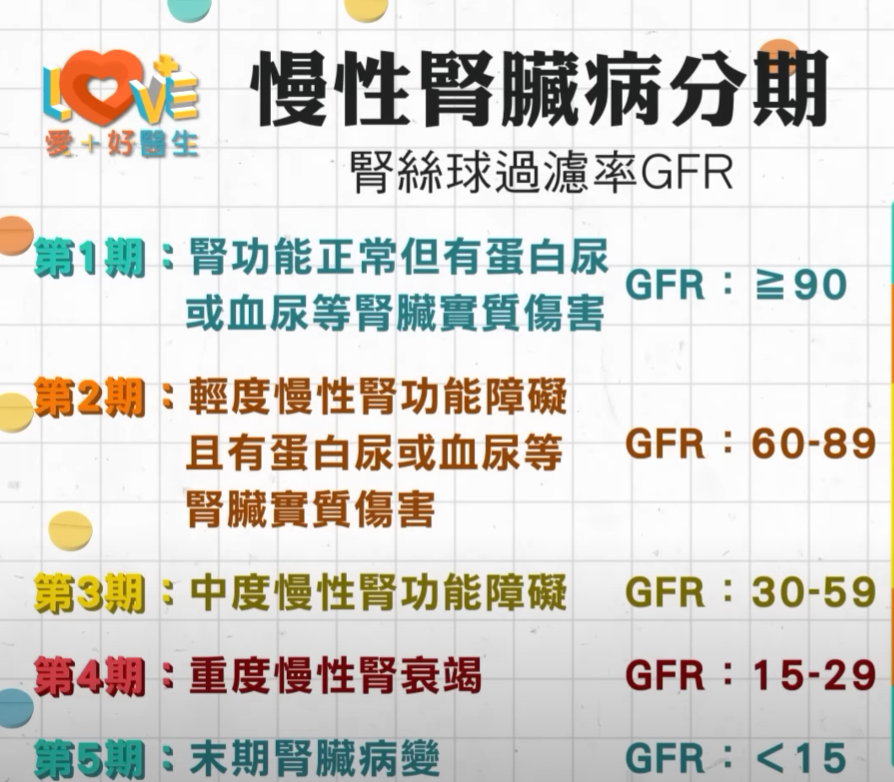 LOVE
愛+好醫生
慢性腎臟病分期
腎絲球過濾率GFR
第1期：腎功能正常但有蛋白尿
或血尿等腎臟實質傷害
GFR：≧90
第2期：輕度慢性腎功能障礙
且有蛋白尿或血尿等
腎臟實質傷害
GFR：60-89
第3期：中度慢性腎功能障礙 GFR：30-59
第4期：重度慢性腎衰竭 GFR：15-29
第5期：末期腎臟病變 GFR：<15